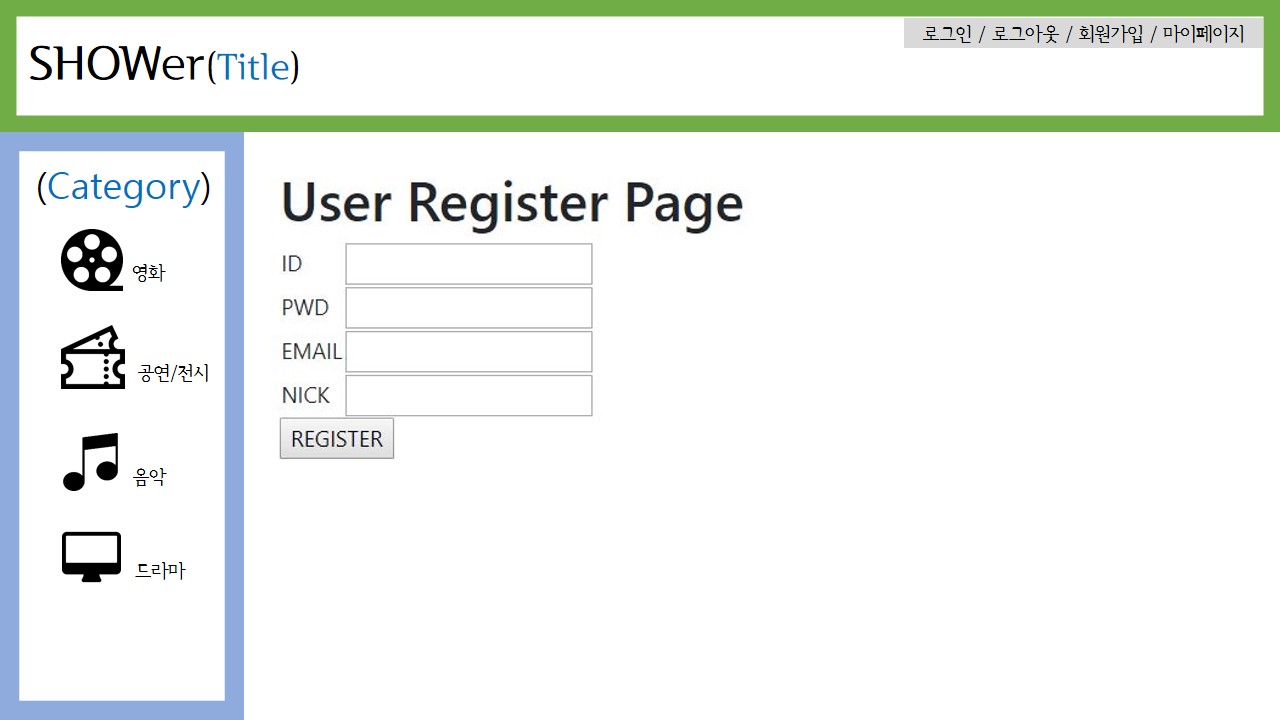 로그인 / 로그아웃 / 회원가입 / 마이페이지
SHOWer(Title)
(Category)
영화
공연/전시
음악
드라마
User Register Page
ID
PWD
EMAIL
NICK
REGISTER